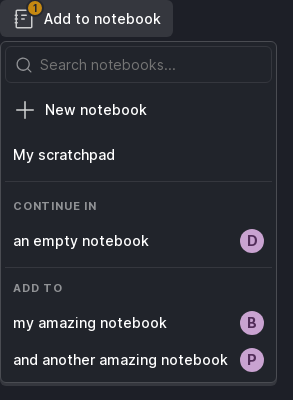 1
Add to notebook
Search notebooks...
New notebook
My scratchpad
CONTINUE IN
an empty notebook D
ADD TO
my amazing notebook B
and another amazing notebook P